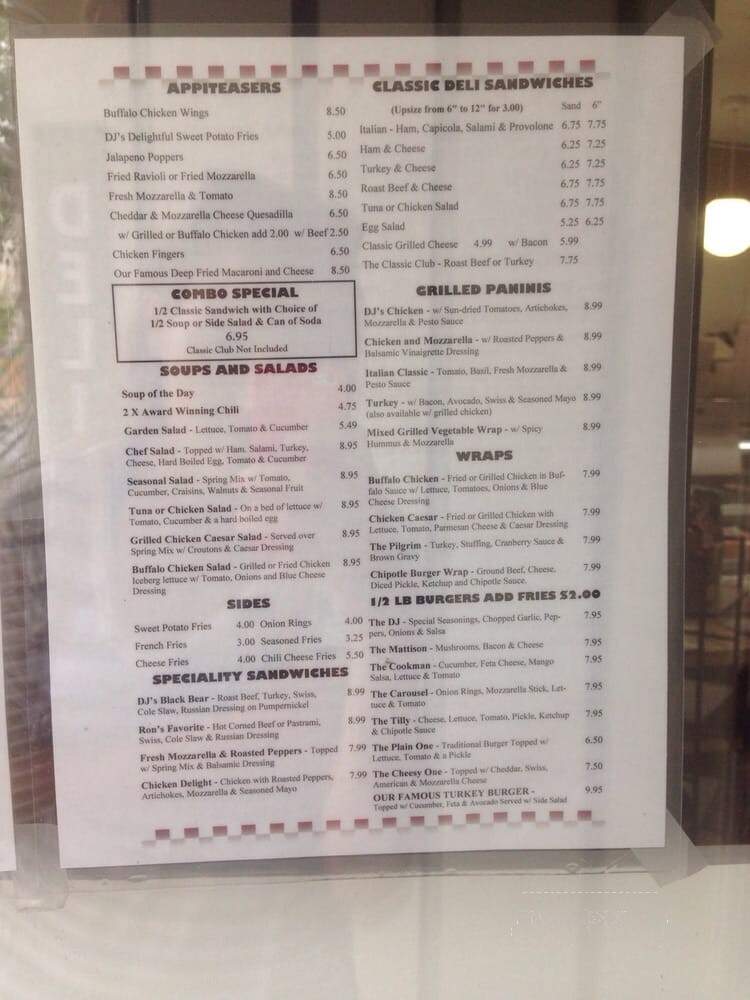 APPITEASERS
Buffalo Chicken Wings 8.50
DJ's Delightful Sweet Potato Fries 5.00
Jalapeno Poppers 6.50
Fried Ravioli or Fried Mozzarella 6.50
Fresh Mozzarella & Tomato 8.50
Cheddar & Mozzarella Cheese Quesadilla 6.50
w/ Grilled or Buffalo Chicken add 2.00 w/ Beef 2.50
Chicken Fingers 6.50
Our Famous Deep Fried Macaroni and Cheese 8.50
COMBO SPECIAL
1/2 Classic Sandwich with Choice of
1/2 Soup or Side Salad & Can of Soda
6.95
Classic Club Not Included
SOUPS AND SALADS
Soup of the Day 4.00
2 X Award Winning Chili 4.75
Garden Salad - Lettuce, Tomato & Cucumber 5.49
Chef Salad - Topped w/ Ham, Salami, Turkey, 8.95
Cheese, Hard Boiled Egg, Tomato & Cucumber
Seasonal Salad - Spring Mix w/ Tomato, 8.95
Cucumber, Craisins, Walnuts & Seasonal Fruit
Tuna or Chicken Salad - On a bed of lettuce w/ 8.95
Tomato, Cucumber & a hard boiled egg
Grilled Chicken Caesar Salad - Served over 8.95
Spring Mix w/ Croutons & Caesar Dressing
Buffalo Chicken Salad - Grilled or Fried Chicken 8.95
Iceberg lettuce w/ Tomato, Onions and Blue Cheese
Dressing
SIDES
Sweet Potato Fries 4.00 Onion Rings 4.00
French Fries 3.00 Seasoned Fries 3.25
Cheese Fries 4.00 Chili Cheese Fries 5.50
SPECIALITY SANDWICHES
DJ's Black Bear - Roast Beef, Turkey, Swiss, 8.99
Cole Slaw, Russian Dressing on Pumpernickel
Ron's Favorite - Hot Corned Beef or Pastrami, 8.99
Swiss, Cole Slaw & Russian Dressing
Fresh Mozzarella & Roasted Peppers - Topped 7.99
w/ Spring Mix & Balsamic Dressing
Chicken Delight - Chicken with Roasted Peppers, 7.99
Artichokes, Mozzarella & Seasoned Mayo
CLASSIC DELI SANDWICHES
(Upsize from 6" to 12" for 3.00) Sand 6"
Italian - Ham, Capicola, Salami & Provolone 6.75 7.75
Ham & Cheese 6.25 7.25
Turkey & Cheese 6.25 7.25
Roast Beef & Cheese 6.75 7.75
Tuna or Chicken Salad 6.75 7.75
Egg Salad 5.25 6.25
Classic Grilled Cheese 4.99 w/ Bacon 5.99
The Classic Club - Roast Beef or Turkey 7.75
GRILLED PANINIS
DJ's Chicken - w/ Sun-dried Tomatoes, Artichokes, 8.99
Mozzarella & Pesto Sauce
Chicken and Mozzarella - w/ Roasted Peppers & 8.99
Balsamic Vinaigrette Dressing
Italian Classic - Tomato, Basil, Fresh Mozzarella & 8.99
Pesto Sauce
Turkey - w/ Bacon, Avocado, Swiss & Seasoned Mayo 8.99
(also available w/ grilled chicken)
Mixed Grilled Vegetable Wrap - w/ Spicy 8.99
Hummus & Mozzarella
WRAPS
Buffalo Chicken - Fried or Grilled Chicken in Buf- 7.99
falo Sauce w/ Lettuce, Tomatoes, Onions & Blue
Cheese Dressing
Chicken Caesar - Fried or Grilled Chicken with 7.99
Lettuce, Tomato, Parmesan Cheese & Caesar Dressing
The Pilgrim - Turkey, Stuffing, Cranberry Sauce & 7.99
Brown Gravy
Chipotle Burger Wrap - Ground Beef, Cheese, 7.99
Diced Pickle, Ketchup and Chipotle Sauce.
1/2 LB BURGERS ADD FRIES $2.00
The DJ - Special Seasonings, Chopped Garlic, Pep- 7.95
pers, Onions & Salsa
The Mattison - Mushrooms, Bacon & Cheese 7.95
The Cookman - Cucumber, Feta Cheese, Mango 7.95
Salsa, Lettuce & Tomato
The Carousel - Onion Rings, Mozzarella Stick, Let- 7.95
tuce & Tomato
The Tilly - Cheese, Lettuce, Tomato, Pickle, Ketchup 7.95
& Chipotle Sauce
The Plain One - Traditional Burger Topped w/ 6.50
Lettuce, Tomato & a Pickle
The Cheesy One - Topped w/ Cheddar, Swiss, 7.50
American & Mozzarella Cheese
OUR FAMOUS TURKEY BURGER - 9.95
Topped w/ Cucumber, Feta & Avocado Served w/ Side Salad